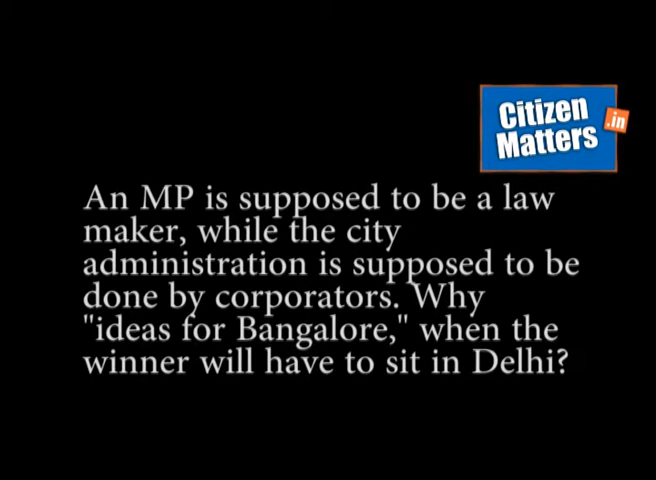 Citizen
Matters
.in
An MP is supposed to be a law
maker, while the city
administration is supposed to be
done by corporators. Why
"ideas for Bangalore," when the
winner will have to sit in Delhi?